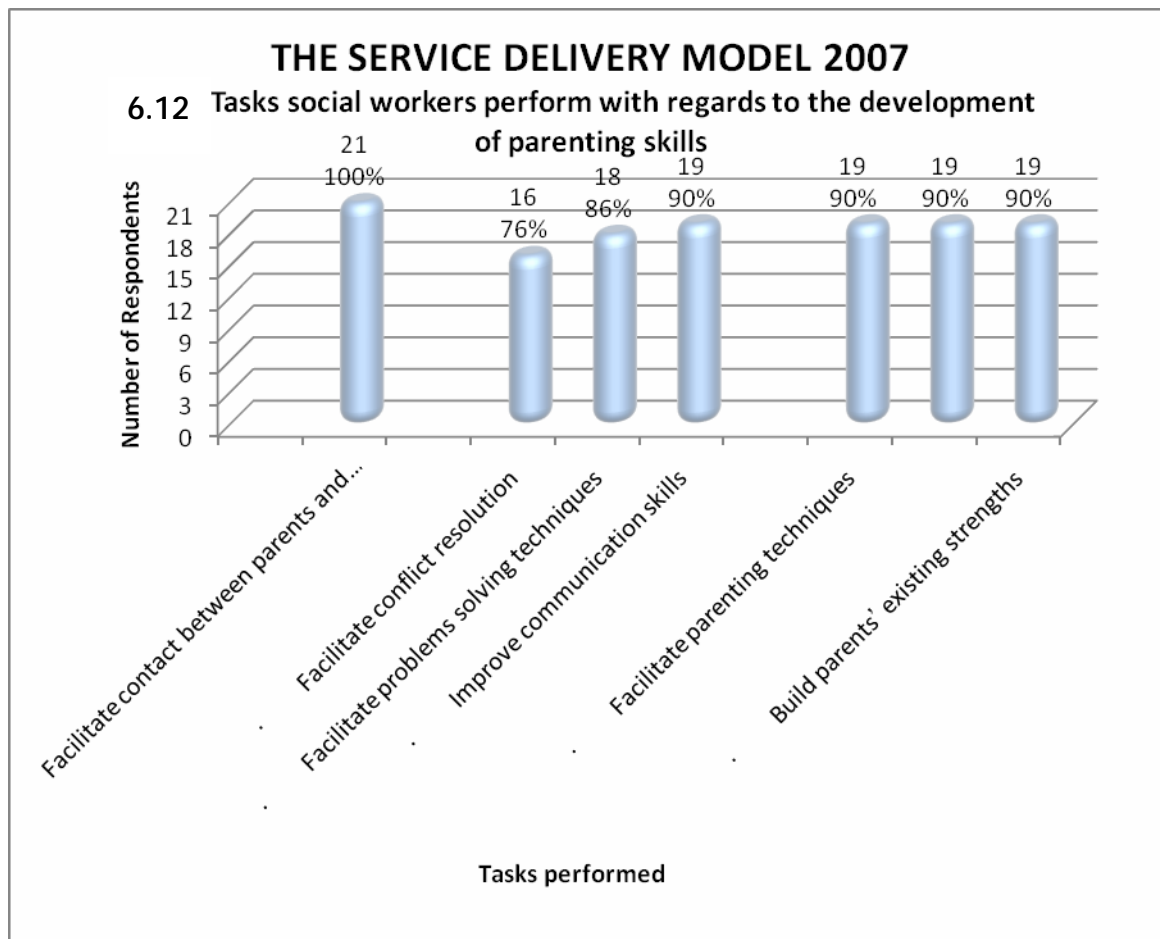 THE SERVICE DELIVERY MODEL 2007
6.12 Tasks social workers perform with regards to the development
of parenting skills
21
100%
16
76%
18
86%
19
90%
19
90%
19
90%
19
90%
Number of Respondents
21
18
15
12
9
6
3
0
Facilitate contact between parents and...
Facilitate conflict resolution
Facilitate problems solving techniques
Improve communication skills
Facilitate parenting techniques
Build parents' existing strengths
Tasks performed